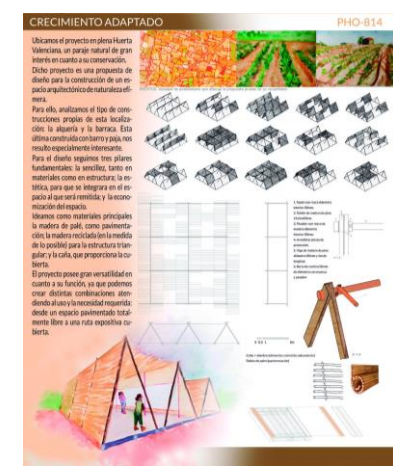 CRECIMIENTO ADAPTADO
PHO-814
Ubicamos el proyecto en plena Huerta
Valenciana, un paraje natural de gran
interés en cuanto a su conservación.
Dicho proyecto es una propuesta de
diseño para la construcción de un es-
pacio arquitectónico de naturaleza efí-
mera.
Para ello, analizamos el tipo de cons-
trucciones propias de esta localiza-
ción: la alquería y la barraca. Esta
última construida con barro y paja, nos
resulto especialmente interesante.
Para el diseño seguimos tres pilares
fundamentales: la sencillez, tanto en
materiales como en estructura; la es-
tética, para que se integrara en el es-
pacio al que será remitida; y la econo-
mización del espacio.
Ideamos como materiales principales
la madera de palé, como pavimenta-
ción; la madera reciclada (en la medida
de lo posible) para la estructura trian-
gular; y la caña, que proporciona la cu-
bierta.
El proyecto posee gran versatilidad en
cuanto a su función, ya que podemos
crear distintas combinaciones aten-
diendo al uso y la necesidad requerida:
desde un espacio pavimentado total-
mente libre a una ruta expositiva cu-
bierta.